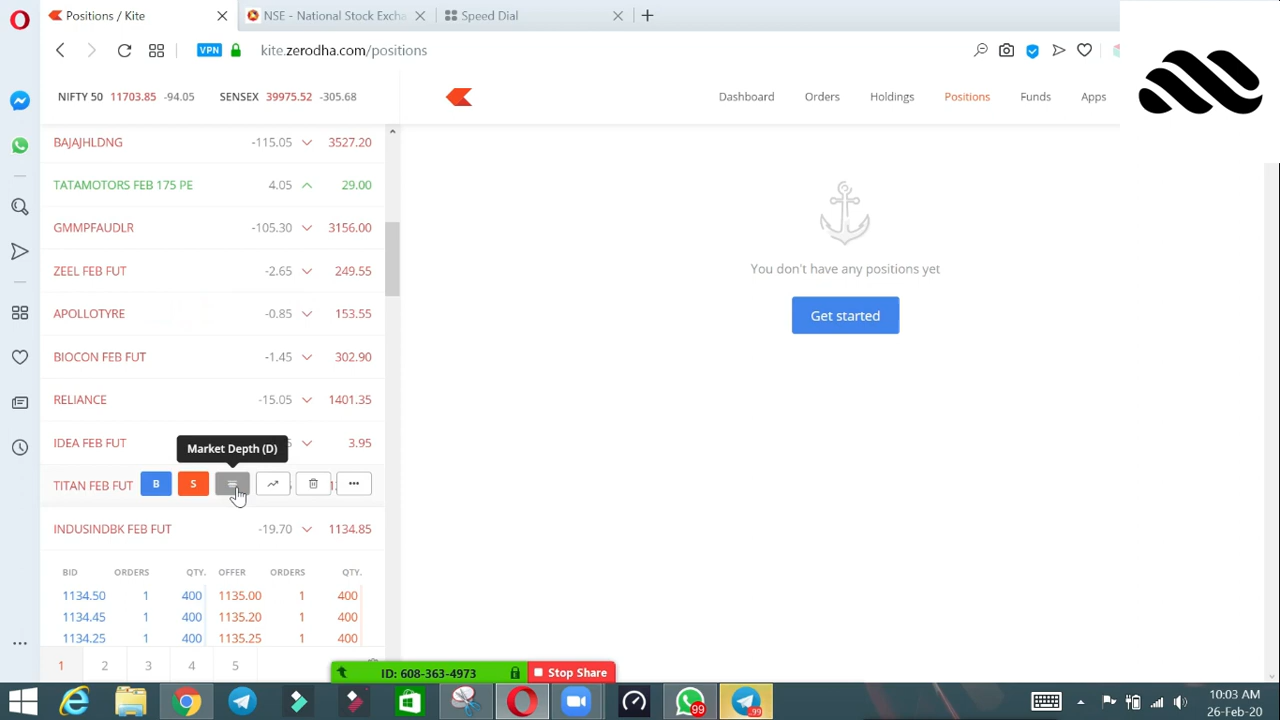 Positions / Kite
NSE - National Stock Excha
Speed Dial
VPN
kite.zerodha.com/positions
NIFTY 50 11703.85 -94.05 SENSEX 39975.52 -305.68
Dashboard Orders Holdings Positions Funds Apps
BAJAJHLDNG -115.05 3527.20
TATAMOTORS FEB 175 PE 4.05 29.00
GMMPFAUDLR -105.30 3156.00
ZEEL FEB FUT -2.65 249.55
APOLLOTYRE -0.85 153.55
BIOCON FEB FUT -1.45 302.90
RELIANCE -15.05 1401.35
IDEA FEB FUT 3.95
Market Depth (D)
TITAN FEB FUT B S
INDUSINDBK FEB FUT -19.70 1134.85
BID ORDERS QTY. OFFER ORDERS QTY.
1134.50 1 400 1135.00 1 400
1134.45 1 400 1135.20 1 400
1134.25 1 400 1135.25 1 400
1 2 3 4 5
You don't have any positions yet
Get started
ID: 608-363-4973 Stop Share
99
99
10:03 AM
26-Feb-20